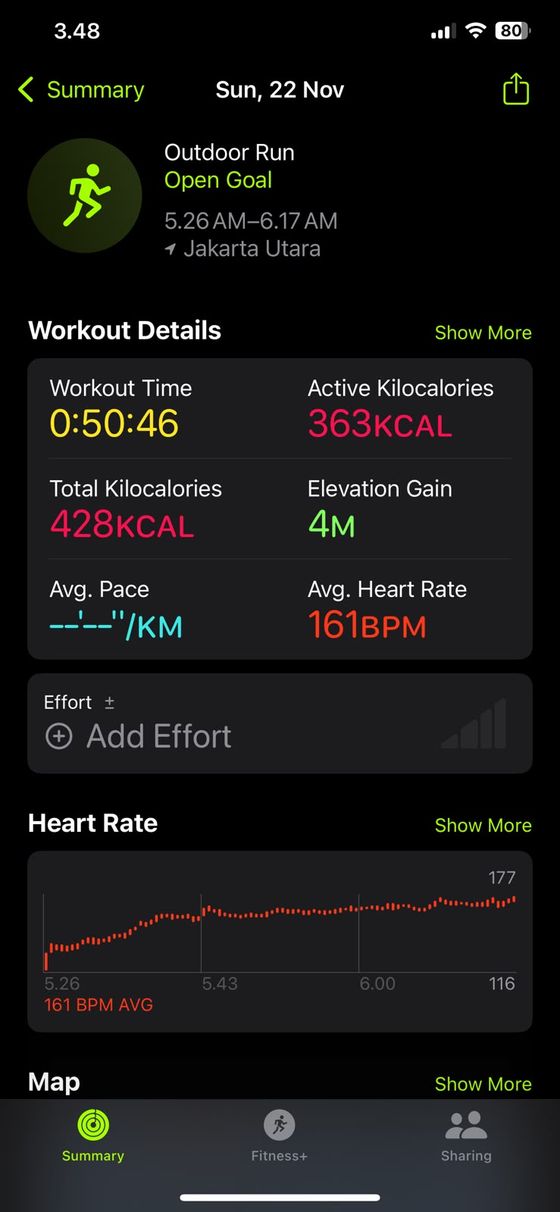 3.48
80
Summary
Sun, 22 Nov
Outdoor Run
Open Goal
5.26 AM–6.17 AM
Jakarta Utara
Workout Details
Show More
Workout Time
Active Kilocalories
0:50:46
363KCAL
Total Kilocalories
Elevation Gain
428KCAL
4M
Avg. Pace
Avg. Heart Rate
--'--"/KM
161BPM
Effort ±
Add Effort
Heart Rate
Show More
177
5.26
5.43
6.00
116
161 BPM AVG
Map
Show More
Summary
Fitness+
Sharing